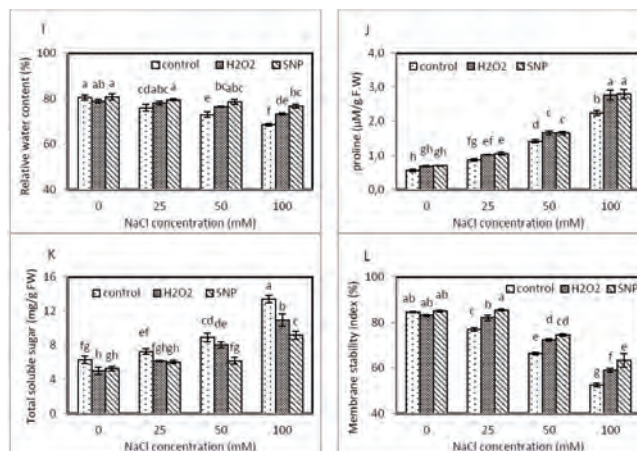 I
control H2O2 SNP
Relative water content (%)
100
80
60
40
a ab a
cd abc a
e bc abc
f de bc
0 25 50 100
NaCl concentration (mM)
J
control H2O2 SNP
proline (µM/g F.W)
4,0
3,0
2,0
1,0
0,0
h gh gh
fg ef e
d c c
b a a
0 25 50 100
NaCl concentration (mM)
K
control H2O2 SNP
Total soluble sugar (mg/g FW)
16
12
8
4
0
fg h gh
ef fgh gh
cd de fg
a b c
0 25 50 100
NaCl concentration (mM)
L
control H2O2 SNP
Membrane stability index (%)
100
80
60
40
ab ab ab
c b a
e d cd
g f e
0 25 50 100
NaCl concentration (mM)